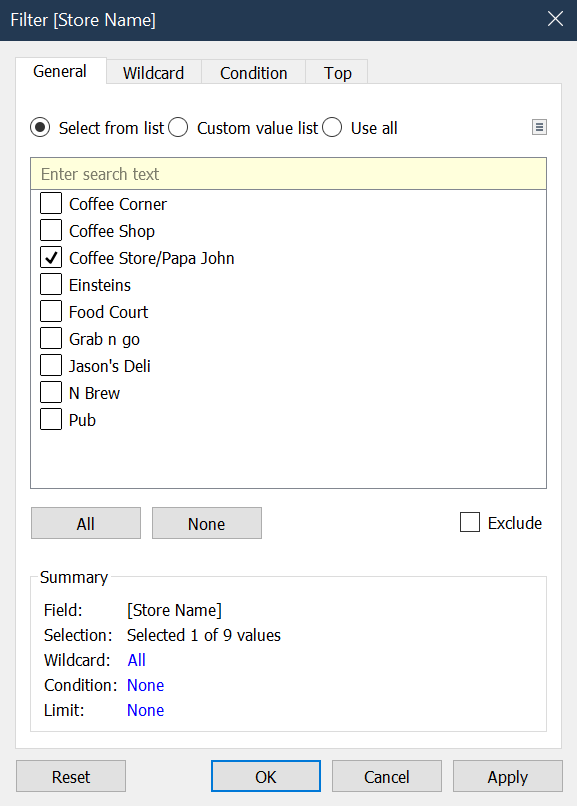 Filter [Store Name]
General Wildcard Condition Top
Select from list Custom value list Use all
Enter search text
Coffee Corner
Coffee Shop
Coffee Store/Papa John
Einsteins
Food Court
Grab n go
Jason's Deli
N Brew
Pub
All None Exclude
Summary
Field: [Store Name]
Selection: Selected 1 of 9 values
Wildcard: All
Condition: None
Limit: None
Reset OK Cancel Apply